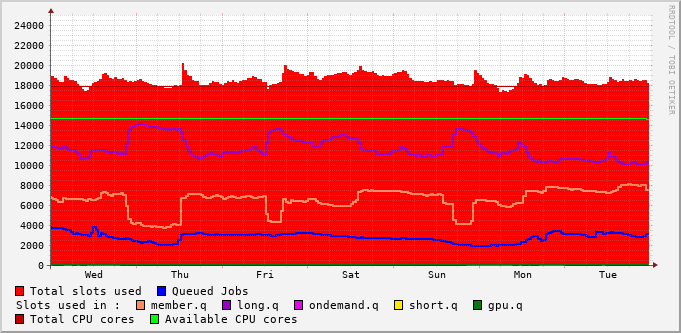 RRDTOOL / TOBI OETIKER
24000
22000
20000
18000
16000
14000
12000
10000
8000
6000
4000
2000
0
Wed Thu Fri Sat Sun Mon Tue
Total slots used Queued Jobs
Slots used in : member.q long.q ondemand.q short.q gpu.q
Total CPU cores Available CPU cores